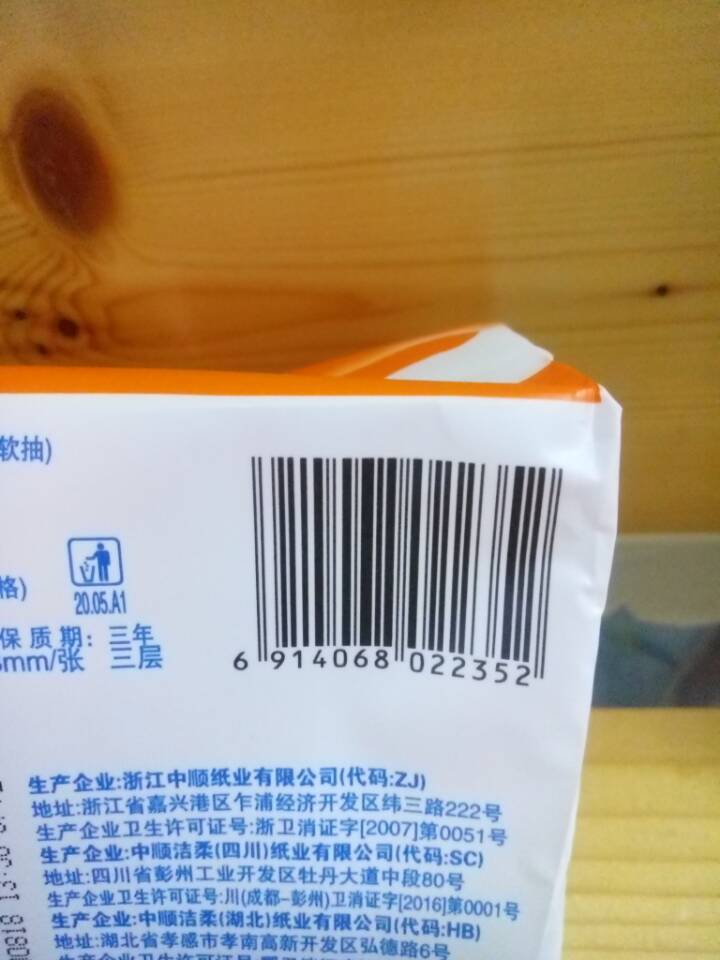 软抽)
格)
20.05.A1
保质期: 三年
mm/张 三层
6 914068 022352
生产企业:浙江中顺纸业有限公司(代码:ZJ)
地址:浙江省嘉兴港区乍浦经济开发区纬三路222号
生产企业卫生许可证号:浙卫消证字[2007]第0051号
生产企业:中顺洁柔(四川)纸业有限公司(代码:SC)
地址:四川省彭州工业开发区牡丹大道中段80号
生产企业卫生许可证号:川(成都-彭州)卫消证字[2016]第0001号
生产企业:中顺洁柔(湖北)纸业有限公司(代码:HB)
地址:湖北省孝感市孝南高新开发区弘德路6号